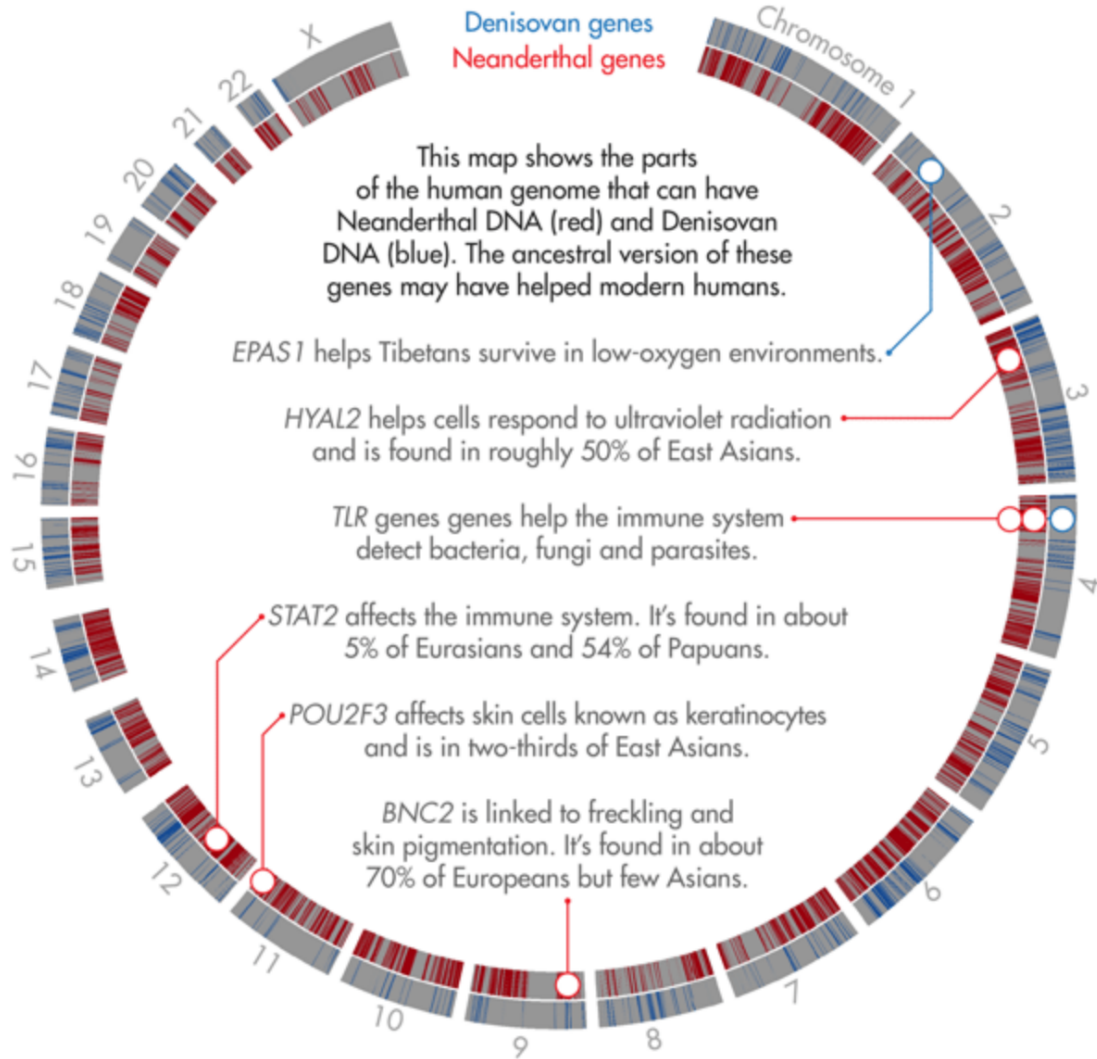 Denisovan genes
Neanderthal genes
This map shows the parts
of the human genome that can have
Neanderthal DNA (red) and Denisovan
DNA (blue). The ancestral version of these
genes may have helped modern humans.
EPAS1 helps Tibetans survive in low-oxygen environments.
HYAL2 helps cells respond to ultraviolet radiation
and is found in roughly 50% of East Asians.
TLR genes genes help the immune system
detect bacteria, fungi and parasites.
STAT2 affects the immune system. It's found in about
5% of Eurasians and 54% of Papuans.
POU2F3 affects skin cells known as keratinocytes
and is in two-thirds of East Asians.
BNC2 is linked to freckling and
skin pigmentation. It's found in about
70% of Europeans but few Asians.
Chromosome 1
2
3
4
5
6
7
8
9
10
11
12
13
14
15
16
17
18
19
20
21
22
X